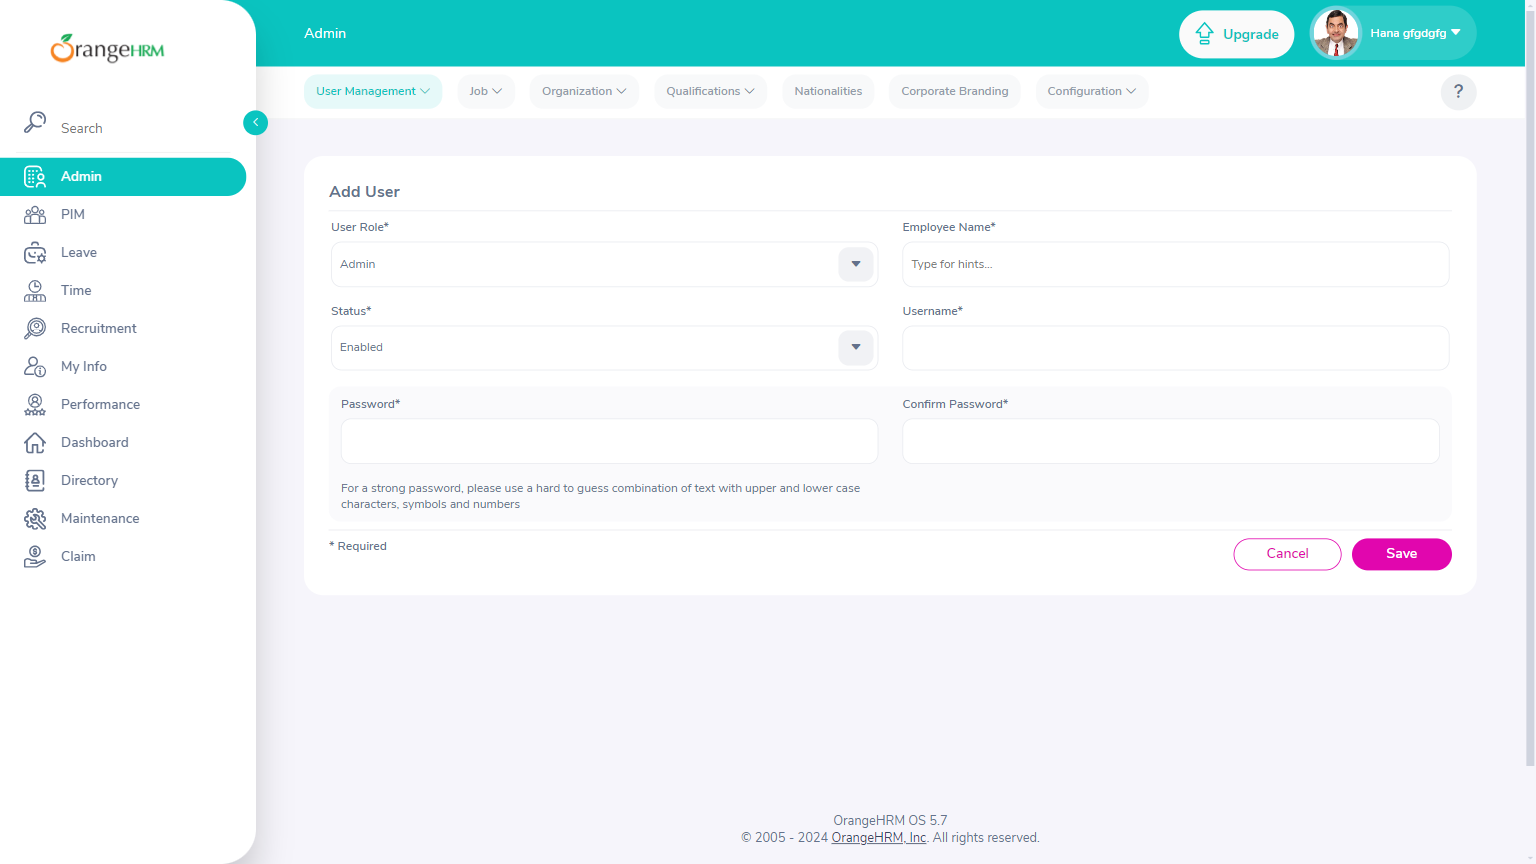 OrangeHRM
Admin
Upgrade
Hana gfgdgfg
User Management
Job
Organization
Qualifications
Nationalities
Corporate Branding
Configuration
?
Search
Admin
PIM
Leave
Time
Recruitment
My Info
Performance
Dashboard
Directory
Maintenance
Claim
Add User
User Role*
Admin
Employee Name*
Type for hints...
Status*
Enabled
Username*
Password*
Confirm Password*
For a strong password, please use a hard to guess combination of text with upper and lower case
characters, symbols and numbers
* Required
Cancel
Save
OrangeHRM OS 5.7
© 2005 - 2024 OrangeHRM, Inc. All rights reserved.